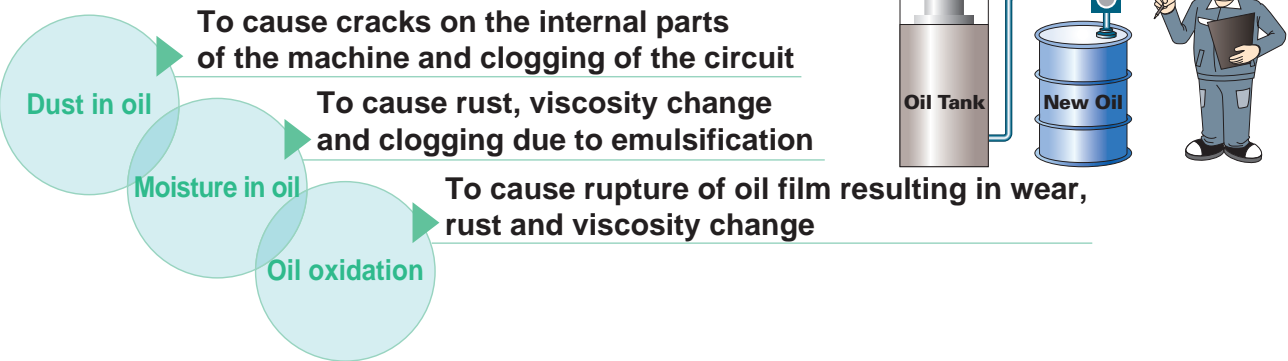 To cause cracks on the internal parts
of the machine and clogging of the circuit
Dust in oil
To cause rust, viscosity change
and clogging due to emulsification
Moisture in oil
To cause rupture of oil film resulting in wear,
rust and viscosity change
Oil oxidation
Oil Tank
New Oil